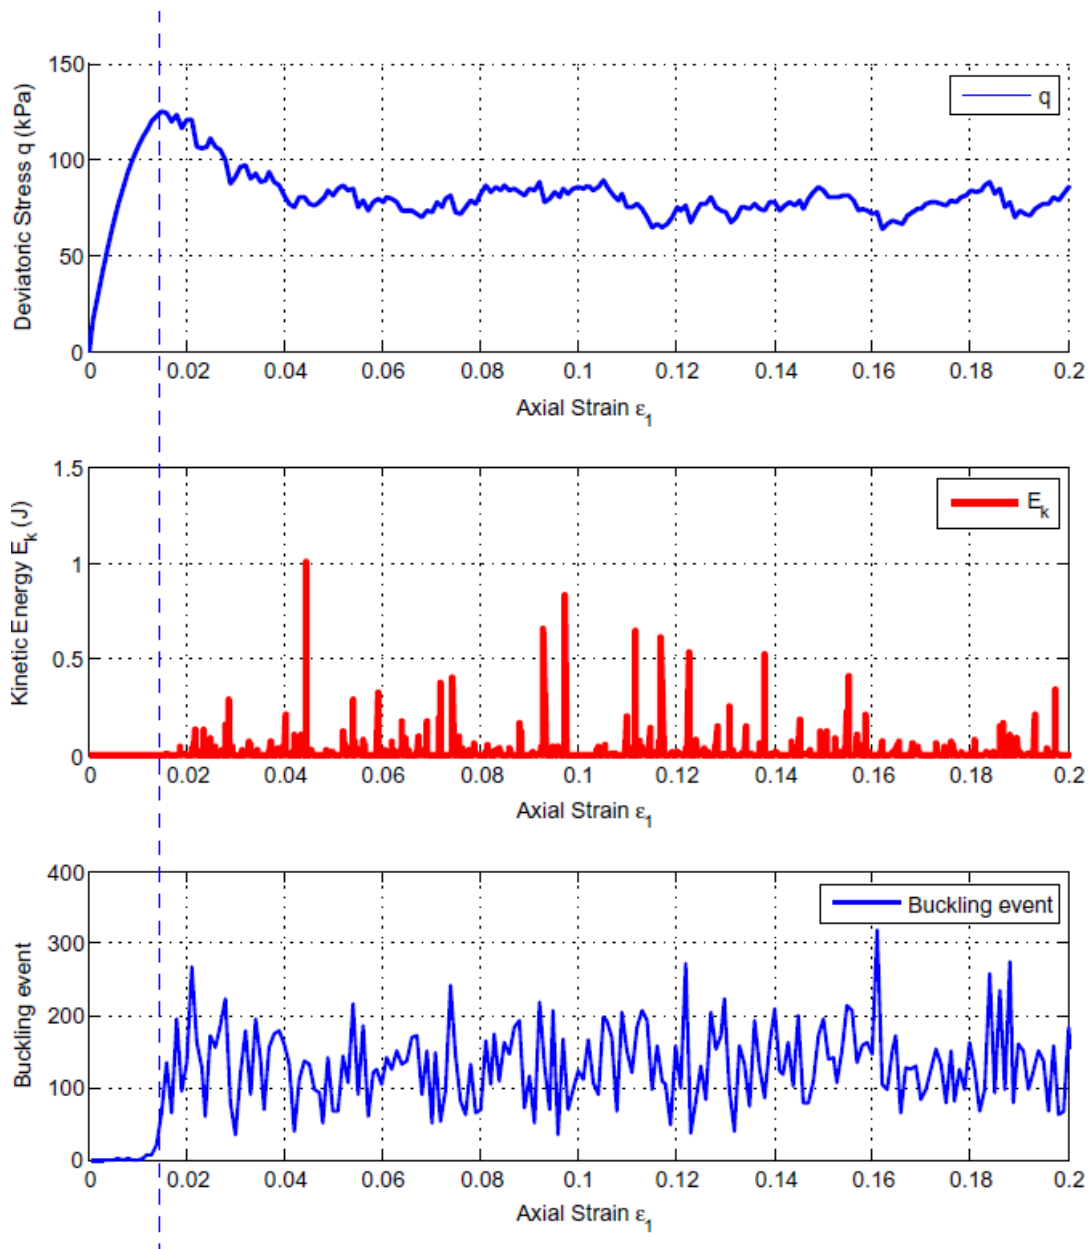 150
100
50
0
Deviatoric Stress q (kPa)
q
0 0.02 0.04 0.06 0.08 0.1 0.12 0.14 0.16 0.18 0.2
Axial Strain ε₁
1.5
1
0.5
0
Kinetic Energy Eₖ (J)
Eₖ
0 0.02 0.04 0.06 0.08 0.1 0.12 0.14 0.16 0.18 0.2
Axial Strain ε₁
400
300
200
100
0
Buckling event
Buckling event
0 0.02 0.04 0.06 0.08 0.1 0.12 0.14 0.16 0.18 0.2
Axial Strain ε₁